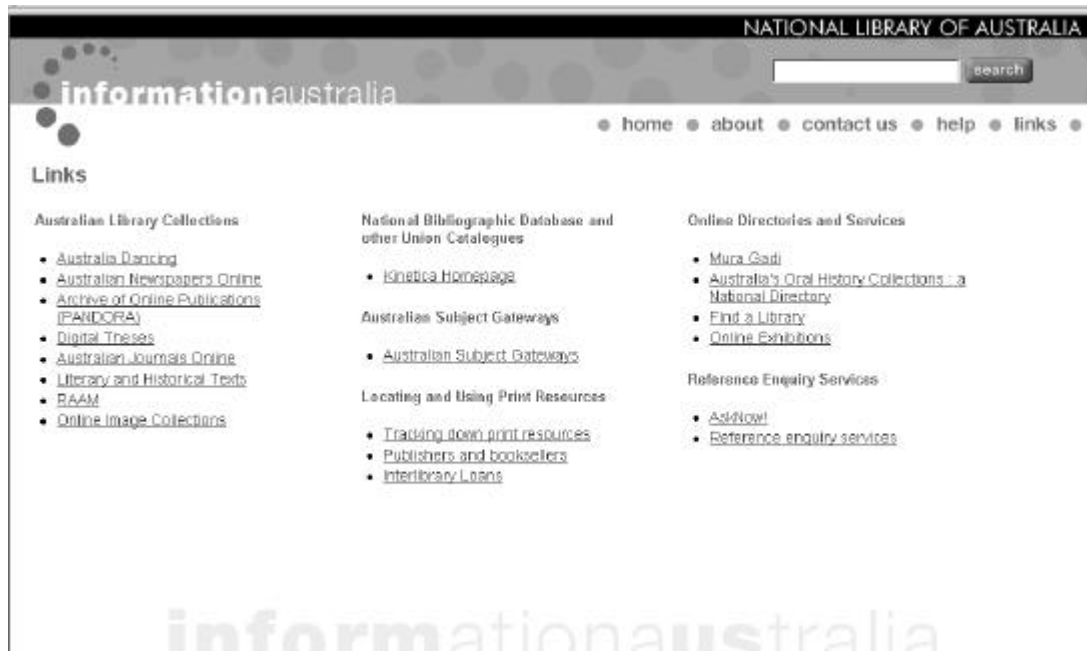 NATIONAL LIBRARY OF AUSTRALIA
search
informationaustralia
home about contact us help links
Links
Australian Library Collections
Australia Dancing
Australian Newspapers Online
Archive of Online Publications
(PANDORA)
Digital Theses
Australian Journals Online
Literary and Historical Texts
RAAM
Online Image Collections
National Bibliographic Database and
other Union Catalogues
Kinetica Homepage
Australian Subject Gateways
Australian Subject Gateways
Locating and Using Print Resources
Tracking down print resources
Publishers and booksellers
Interlibrary Loans
Online Directories and Services
Mura Gadi
Australia's Oral History Collections : a
National Directory
Find a Library
Online Exhibitions
Reference Enquiry Services
AskNow!
Reference enquiry services
informationaustralia